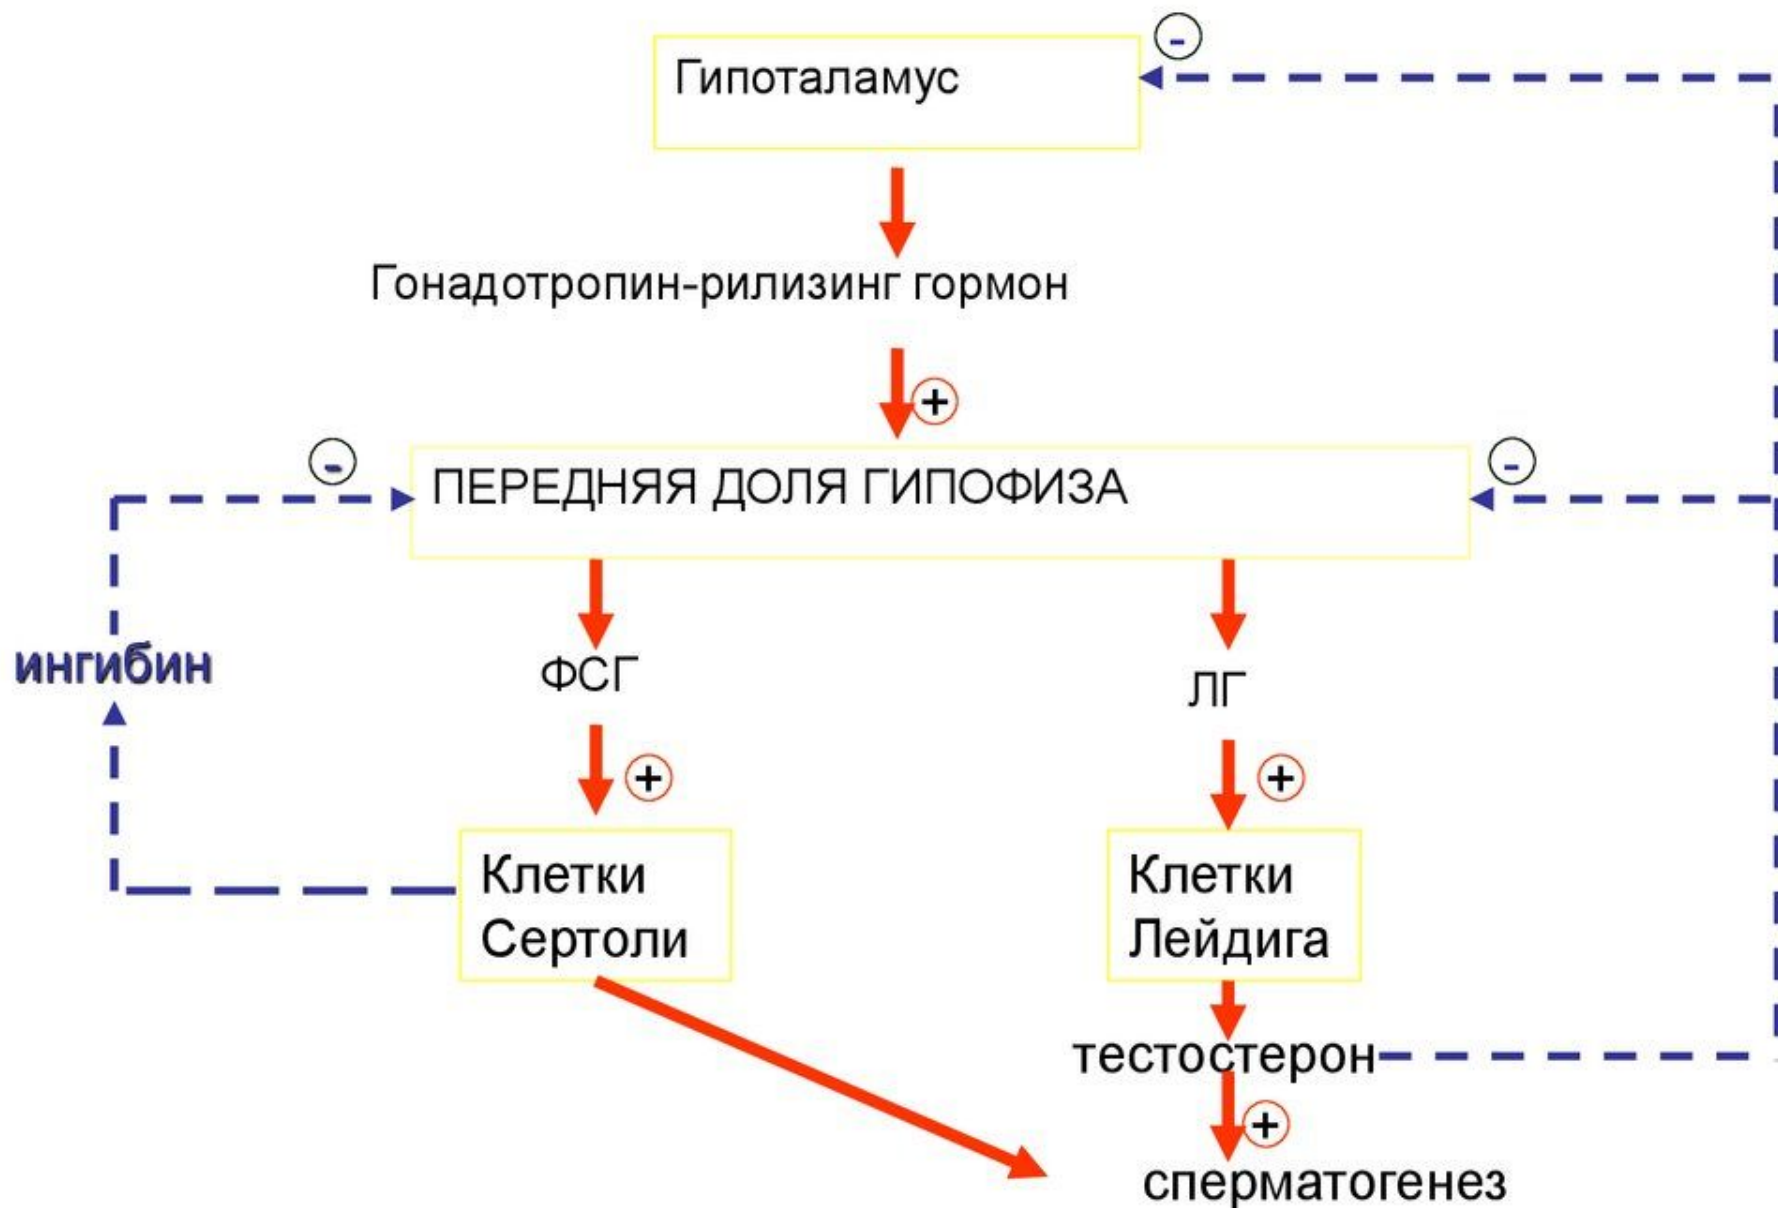 -
Гипоталамус
Гонадотропин-рилизинг гормон
+
-
-
ПЕРЕДНЯЯ ДОЛЯ ГИПОФИЗА
ингибин
ФСГ
ЛГ
+
+
Клетки
Сертоли
Клетки
Лейдига
тестостерон
+
сперматогенез